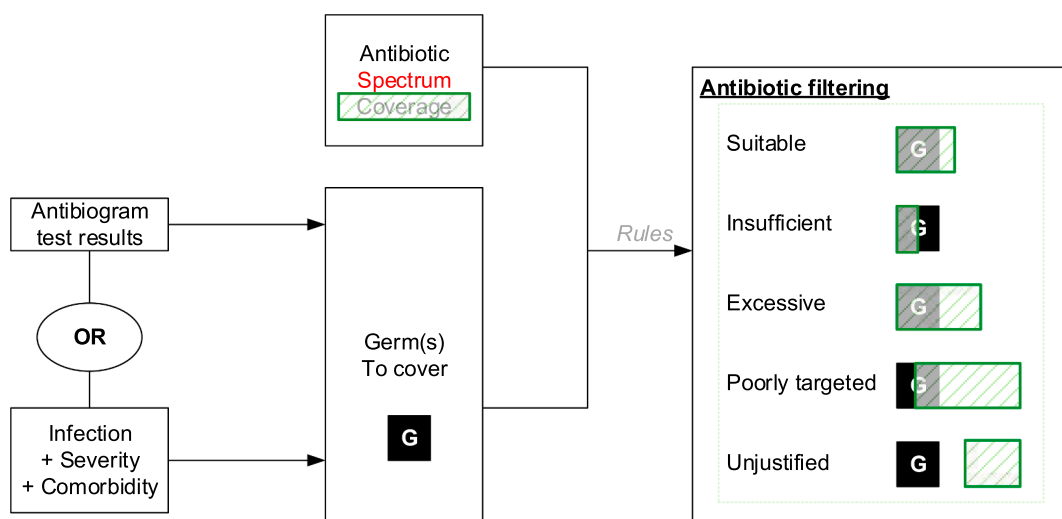 Antibiotic
Spectrum
Coverage
Antibiogram
test results
OR
Infection
+ Severity
+ Comorbidity
Germ(s)
To cover
G
Rules
Antibiotic filtering
Suitable
G
Insufficient
G
Excessive
G
Poorly targeted
G
Unjustified
G